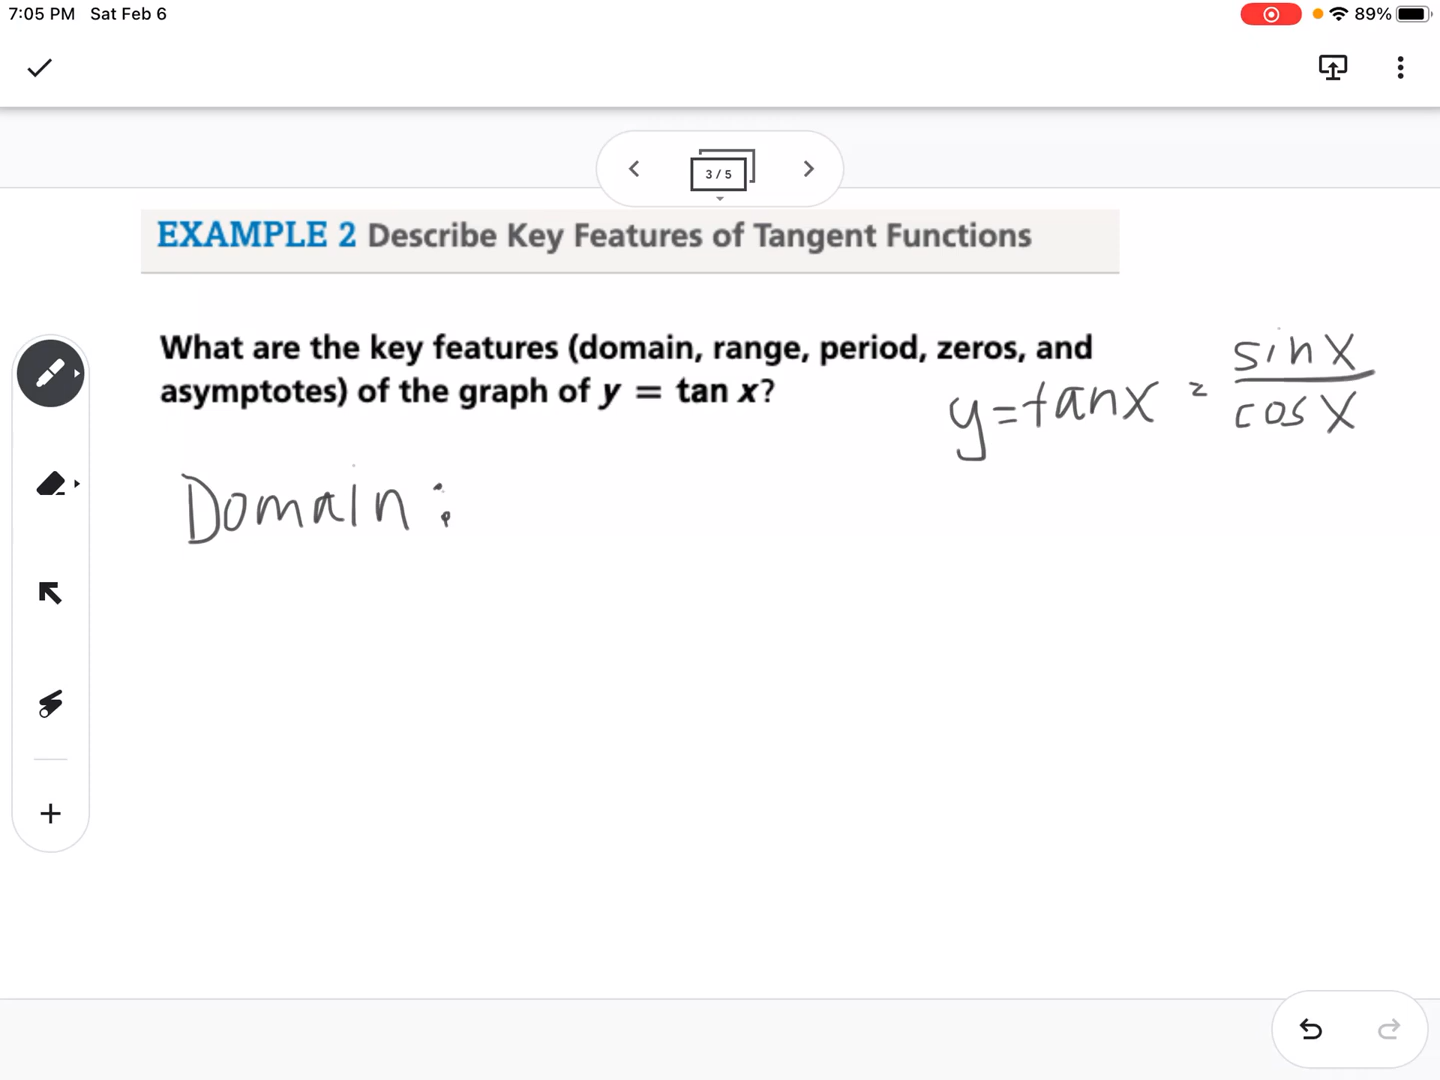 7:05 PM Sat Feb 6
89%
3 / 5
EXAMPLE 2 Describe Key Features of Tangent Functions
What are the key features (domain, range, period, zeros, and
asymptotes) of the graph of y = tan x?
y = tan x = sin x / cos x
Domain :